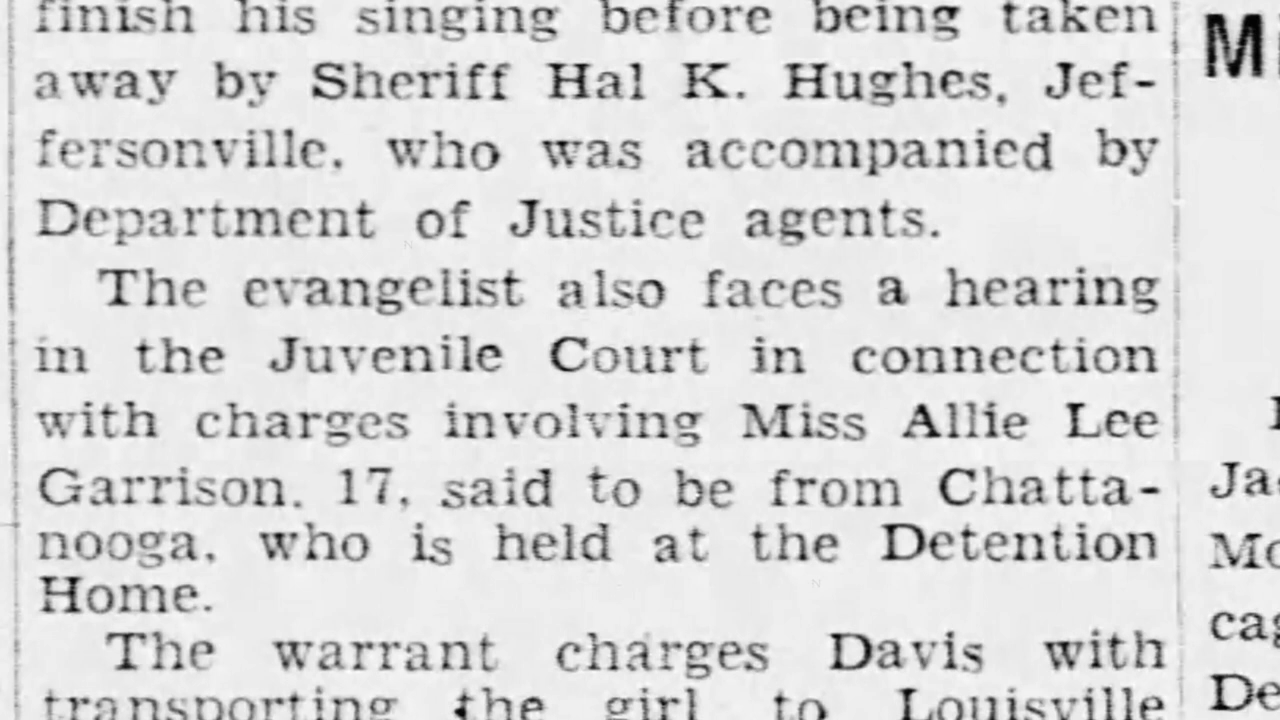 finish his singing before being taken
away by Sheriff Hal K. Hughes, Jef-
fersonville, who was accompanied by
Department of Justice agents.
The evangelist also faces a hearing
in the Juvenile Court in connection
with charges involving Miss Allie Lee
Garrison, 17, said to be from Chatta-
nooga, who is held at the Detention
Home.
The warrant charges Davis with
transporting the girl to Louisville
M
Ja
Mo
cag
De